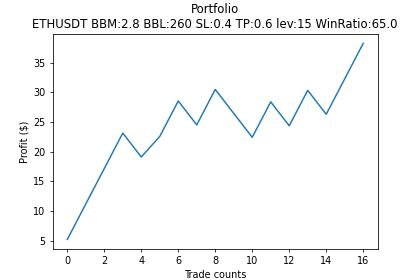 Portfolio
ETHUSDT BBM:2.8 BBL:260 SL:0.4 TP:0.6 lev:15 WinRatio:65.0
Profit ($)
35
30
25
20
15
10
5
0 2 4 6 8 10 12 14 16
Trade counts